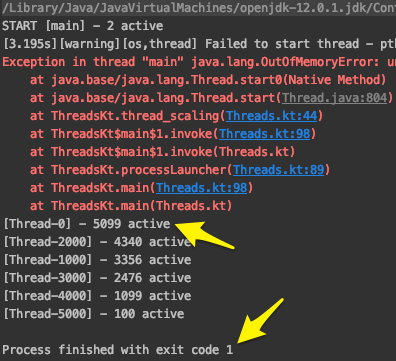 /Library/Java/JavaVirtualMachines/openjdk-12.0.1.jdk/Con
START [main] - 2 active
[3.195s][warning][os,thread] Failed to start thread - pt
Exception in thread "main" java.lang.OutOfMemoryError: u
at java.base/java.lang.Thread.start0(Native Method)
at java.base/java.lang.Thread.start(Thread.java:804)
at ThreadsKt.thread_scaling(Threads.kt:44)
at ThreadsKt$main$1.invoke(Threads.kt:98)
at ThreadsKt$main$1.invoke(Threads.kt)
at ThreadsKt.processLauncher(Threads.kt:89)
at ThreadsKt.main(Threads.kt:98)
at ThreadsKt.main(Threads.kt)
[Thread-0] - 5099 active
[Thread-2000] - 4340 active
[Thread-1000] - 3356 active
[Thread-3000] - 2476 active
[Thread-4000] - 1099 active
[Thread-5000] - 100 active
Process finished with exit code 1